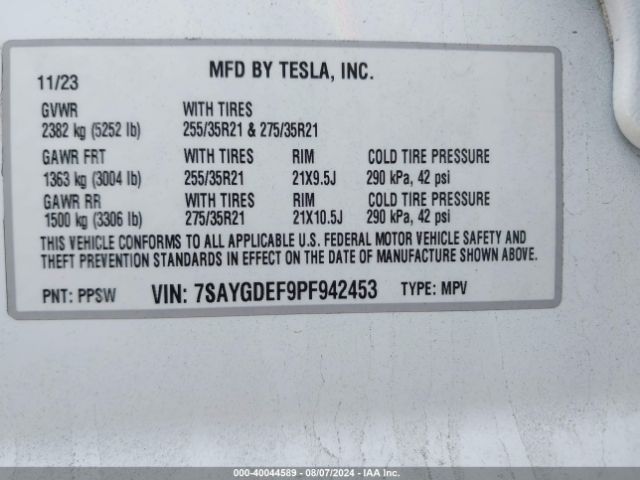 MFD BY TESLA, INC.
11/23
GVWR WITH TIRES
2382 kg (5252 lb) 255/35R21 & 275/35R21
GAWR FRT WITH TIRES RIM COLD TIRE PRESSURE
1363 kg (3004 lb) 255/35R21 21X9.5J 290 kPa, 42 psi
GAWR RR WITH TIRES RIM COLD TIRE PRESSURE
1500 kg (3306 lb) 275/35R21 21X10.5J 290 kPa, 42 psi
THIS VEHICLE CONFORMS TO ALL APPLICABLE U.S. FEDERAL MOTOR VEHICLE SAFETY AND
THEFT PREVENTION STANDARDS IN EFFECT ON THE DATE OF MANUFACTURE SHOWN ABOVE.
PNT: PPSW VIN: 7SAYGDEF9PF942453 TYPE: MPV
000-40044589 - 08/07/2024 - IAA Inc.